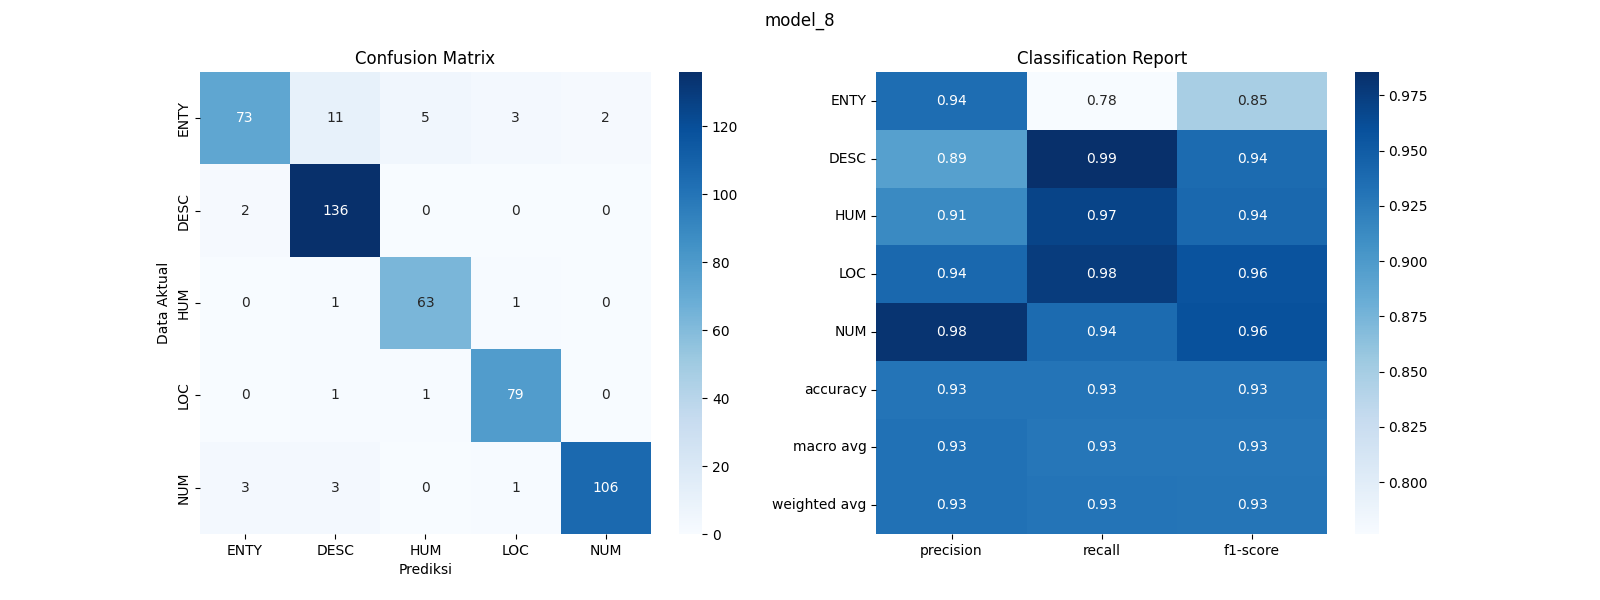 model_8
Confusion Matrix
Data Aktual
ENTY 73 11 5 3 2
DESC 2 136 0 0 0
HUM 0 1 63 1 0
LOC 0 1 1 79 0
NUM 3 3 0 1 106
ENTY DESC HUM LOC NUM
Prediksi
120
100
80
60
40
20
0
Classification Report
ENTY 0.94 0.78 0.85
DESC 0.89 0.99 0.94
HUM 0.91 0.97 0.94
LOC 0.94 0.98 0.96
NUM 0.98 0.94 0.96
accuracy 0.93 0.93 0.93
macro avg 0.93 0.93 0.93
weighted avg 0.93 0.93 0.93
precision recall f1-score
0.975
0.950
0.925
0.900
0.875
0.850
0.825
0.800